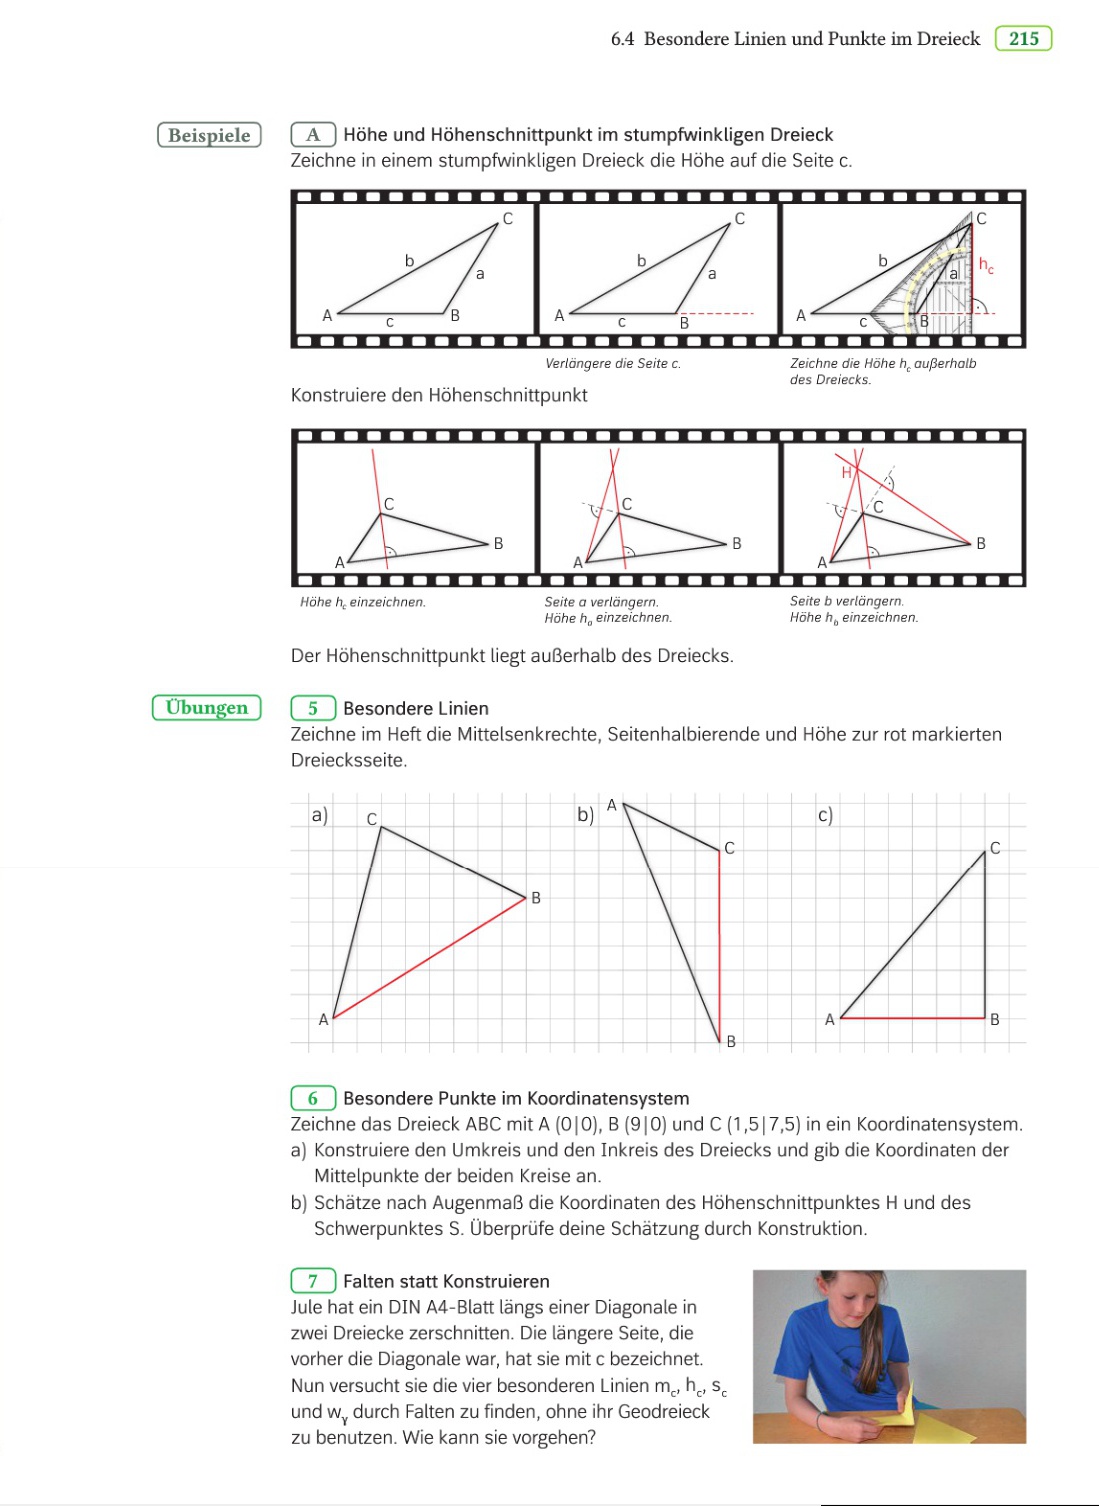 6.4 Besondere Linien und Punkte im Dreieck 215
Beispiele
A Höhe und Höhenschnittpunkt im stumpfwinkligen Dreieck
Zeichne in einem stumpfwinkligen Dreieck die Höhe auf die Seite c.
A b C a c B
A b C a c B
A b C a h_c c B
Verlängere die Seite c.
Zeichne die Höhe h_c außerhalb
des Dreiecks.
Konstruiere den Höhenschnittpunkt
A C B
A C B
H A C B
Höhe h_c einzeichnen.
Seite a verlängern.
Höhe h_a einzeichnen.
Seite b verlängern.
Höhe h_b einzeichnen.
Der Höhenschnittpunkt liegt außerhalb des Dreiecks.
Übungen
5 Besondere Linien
Zeichne im Heft die Mittelsenkrechte, Seitenhalbierende und Höhe zur rot markierten
Dreiecksseite.
a) C B A
b) A C B
c) C A B
6 Besondere Punkte im Koordinatensystem
Zeichne das Dreieck ABC mit A (0|0), B (9|0) und C (1,5|7,5) in ein Koordinatensystem.
a) Konstruiere den Umkreis und den Inkreis des Dreiecks und gib die Koordinaten der
Mittelpunkte der beiden Kreise an.
b) Schätze nach Augenmaß die Koordinaten des Höhenschnittpunktes H und des
Schwerpunktes S. Überprüfe deine Schätzung durch Konstruktion.
7 Falten statt Konstruieren
Jule hat ein DIN A4-Blatt längs einer Diagonale in
zwei Dreiecke zerschnitten. Die längere Seite, die
vorher die Diagonale war, hat sie mit c bezeichnet.
Nun versucht sie die vier besonderen Linien m_c, h_c, s_c
und w_γ durch Falten zu finden, ohne ihr Geodreieck
zu benutzen. Wie kann sie vorgehen?